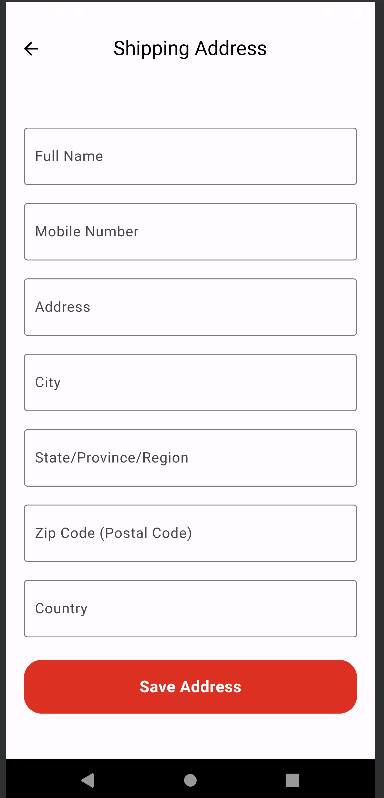 Shipping Address
Full Name
Mobile Number
Address
City
State/Province/Region
Zip Code (Postal Code)
Country
Save Address